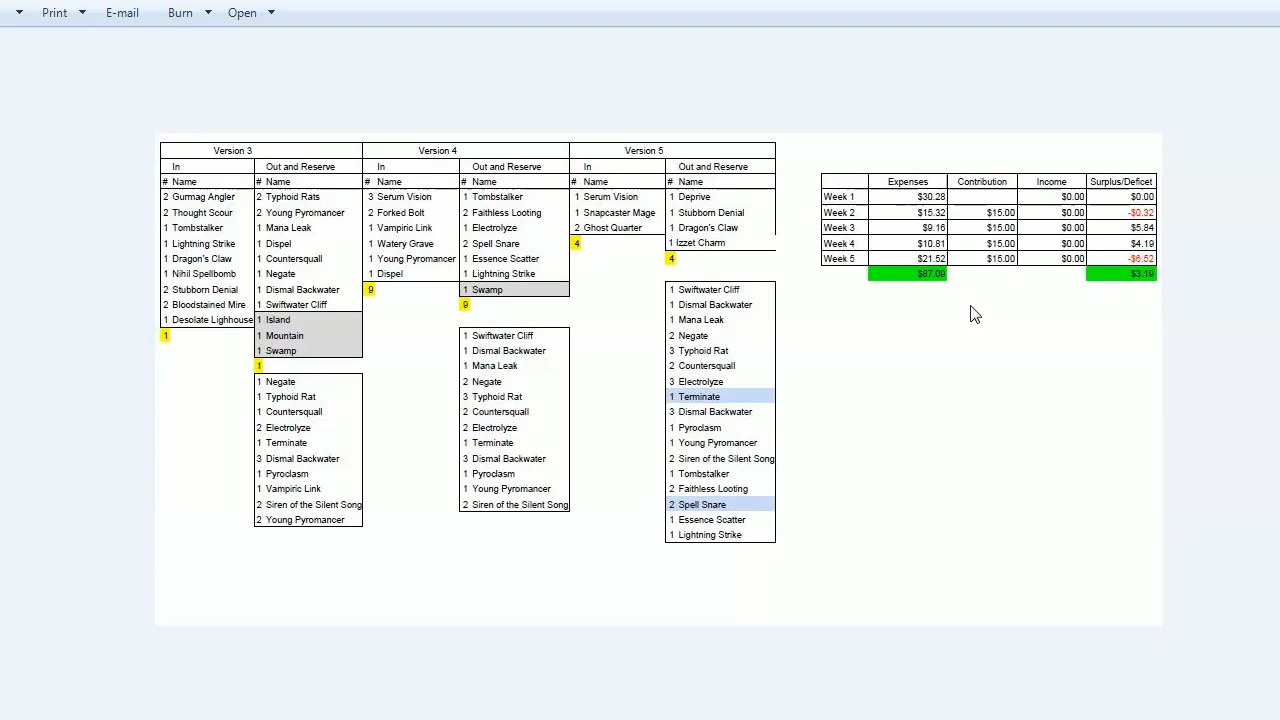 Print E-mail Burn Open
Version 3 Version 4 Version 5
In Out and Reserve In Out and Reserve In Out and Reserve
# Name # Name # Name # Name # Name # Name
Expenses Contribution Income Surplus/Deficet
2 Gurmag Angler 2 Typhoid Rats 3 Serum Vision 1 Tombstalker 1 Serum Vision 1 Deprive Week 1 $30.28 $0.00 $0.00
2 Thought Scour 2 Young Pyromancer 2 Forked Bolt 2 Faithless Looting 1 Snapcaster Mage 1 Stubborn Denial Week 2 $15.32 $15.00 $0.00 -$0.32
1 Tombstalker 1 Mana Leak 1 Vampiric Link 1 Electrolyze 2 Ghost Quarter 1 Dragon's Claw Week 3 $9.16 $15.00 $0.00 $5.84
1 Lightning Strike 1 Dispel 1 Watery Grave 2 Spell Snare 4 1 Izzet Charm Week 4 $10.81 $15.00 $0.00 $4.19
1 Dragon's Claw 1 Countersquall 1 Young Pyromancer 1 Essence Scatter 4 Week 5 $21.52 $15.00 $0.00 -$6.52
1 Nihil Spellbomb 1 Negate 1 Dispel 1 Lightning Strike $87.09 $3.19
2 Stubborn Denial 1 Dismal Backwater 9 1 Swamp 1 Swiftwater Cliff
2 Bloodstained Mire 1 Swiftwater Cliff 9 1 Dismal Backwater
1 Desolate Lighhouse 1 Island 1 Mana Leak
1 1 Mountain 1 Swiftwater Cliff 2 Negate
1 Swamp 1 Dismal Backwater 3 Typhoid Rat
1 1 Mana Leak 2 Countersquall
1 Negate 2 Negate 3 Electrolyze
1 Typhoid Rat 3 Typhoid Rat 1 Terminate
1 Countersquall 2 Countersquall 3 Dismal Backwater
2 Electrolyze 2 Electrolyze 1 Pyroclasm
1 Terminate 1 Terminate 1 Young Pyromancer
3 Dismal Backwater 3 Dismal Backwater 2 Siren of the Silent Song
1 Pyroclasm 1 Pyroclasm 1 Tombstalker
1 Vampiric Link 1 Young Pyromancer 2 Faithless Looting
2 Siren of the Silent Song 2 Siren of the Silent Song 2 Spell Snare
2 Young Pyromancer 1 Essence Scatter
1 Lightning Strike